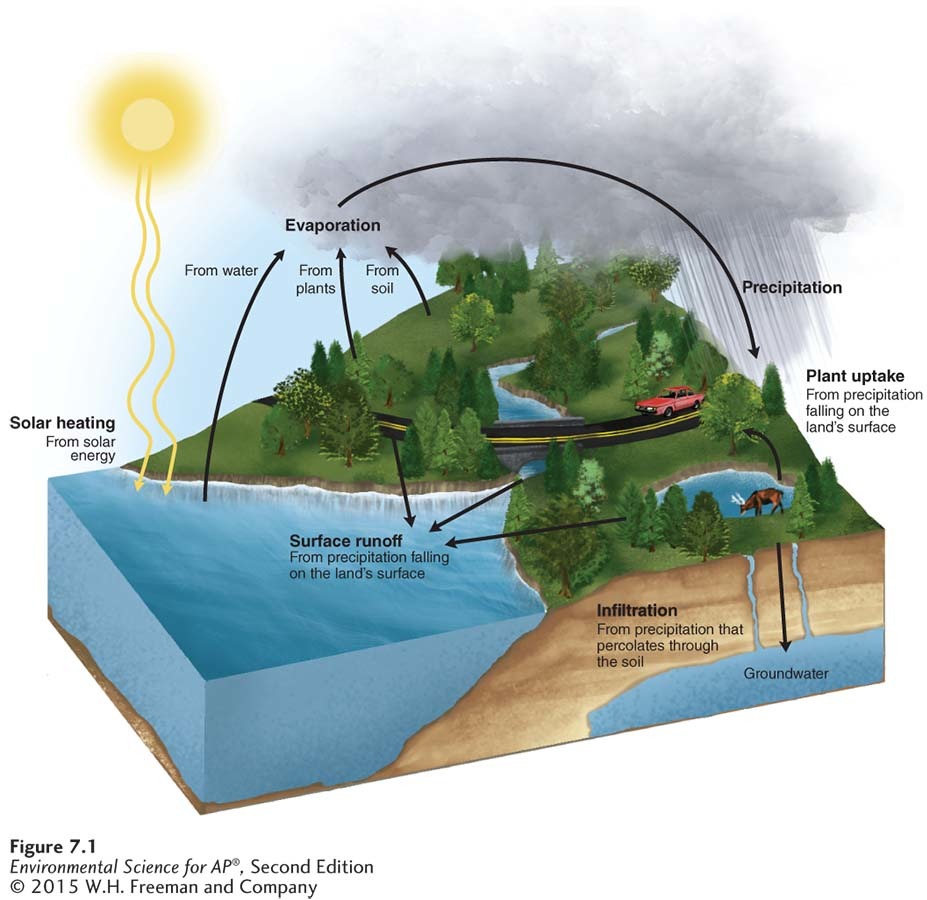 Evaporation
From water
From
plants
From
soil
Precipitation
Solar heating
From solar
energy
Plant uptake
From precipitation
falling on the
land's surface
Surface runoff
From precipitation falling
on the land's surface
Infiltration
From precipitation that
percolates through
the soil
Groundwater
Figure 7.1
Environmental Science for AP®, Second Edition
© 2015 W.H. Freeman and Company